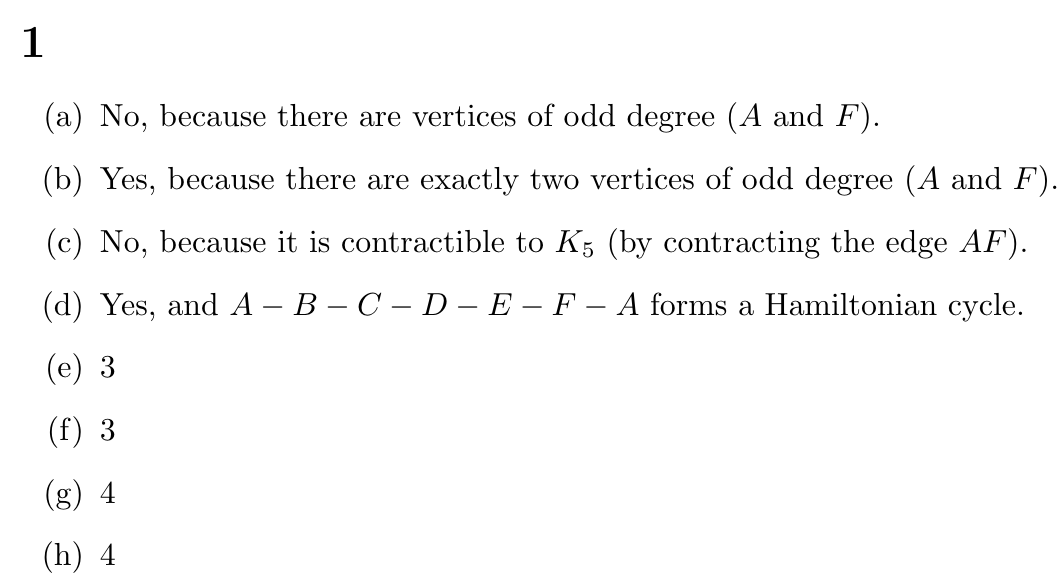 1
(a) No, because there are vertices of odd degree (A and F).
(b) Yes, because there are exactly two vertices of odd degree (A and F).
(c) No, because it is contractible to K₅ (by contracting the edge AF).
(d) Yes, and A − B − C − D − E − F − A forms a Hamiltonian cycle.
(e) 3
(f) 3
(g) 4
(h) 4